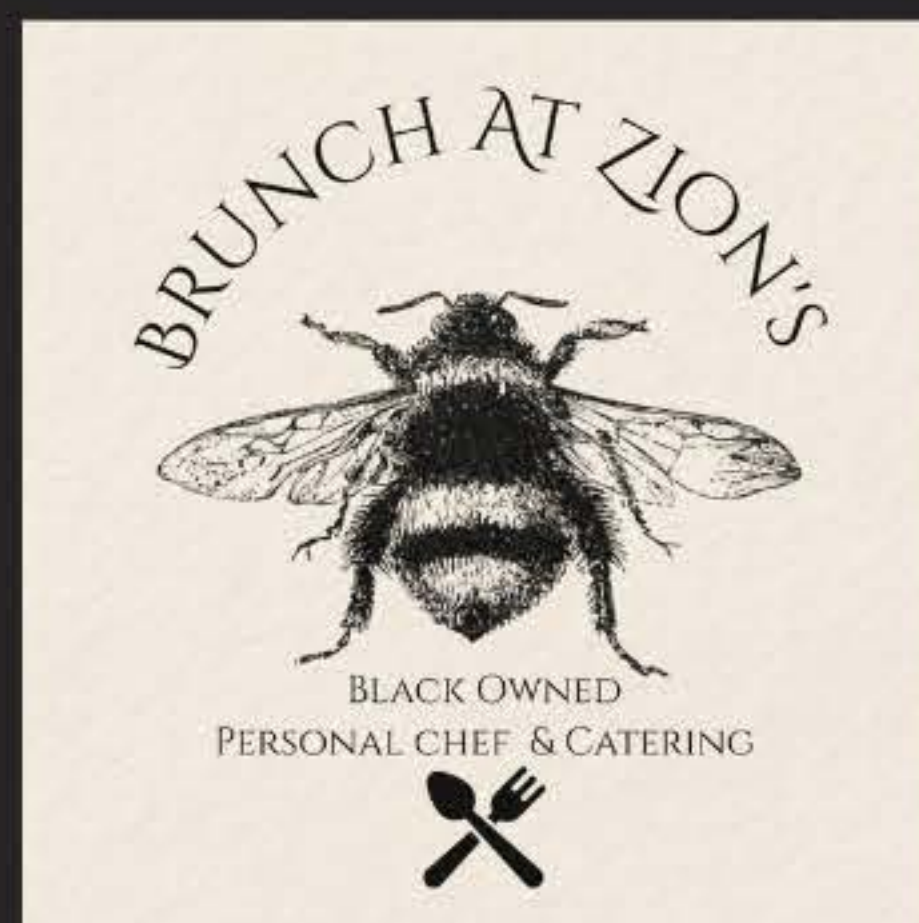 BRUNCH AT ZION'S
BLACK OWNED
PERSONAL CHEF & CATERING